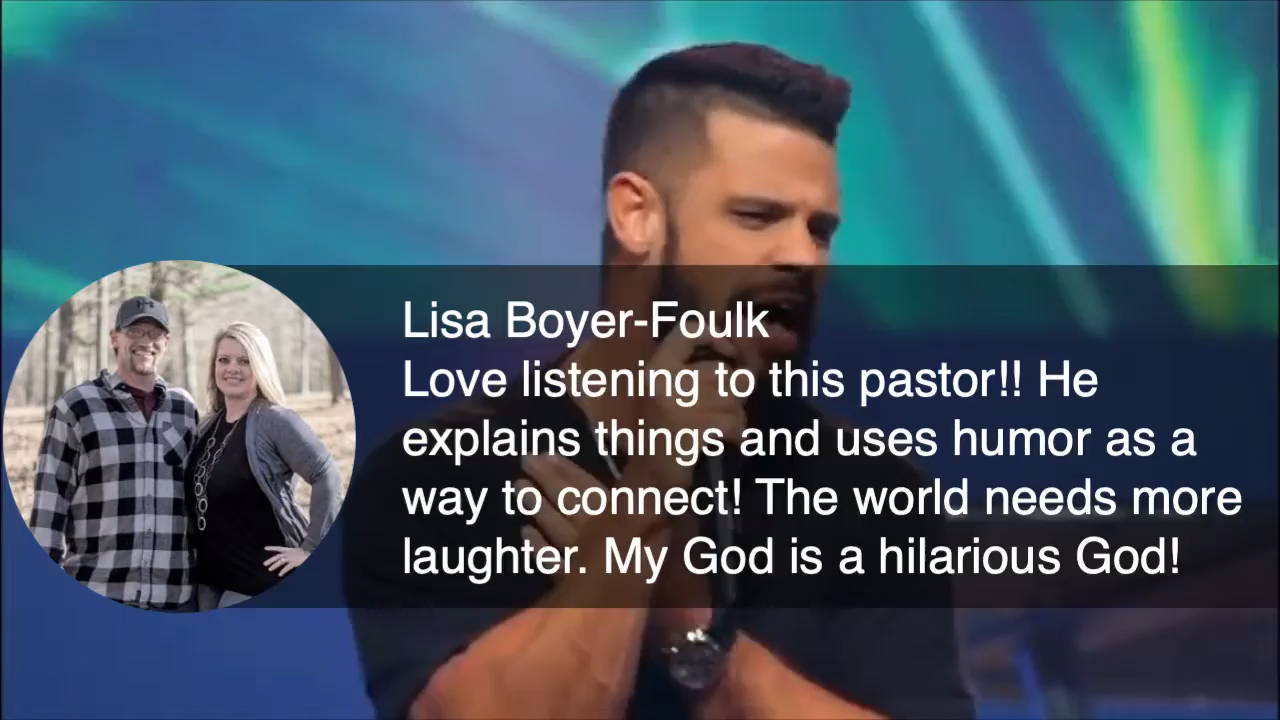 Lisa Boyer-Foulk
Love listening to this pastor!! He
explains things and uses humor as a
way to connect! The world needs more
laughter. My God is a hilarious God!